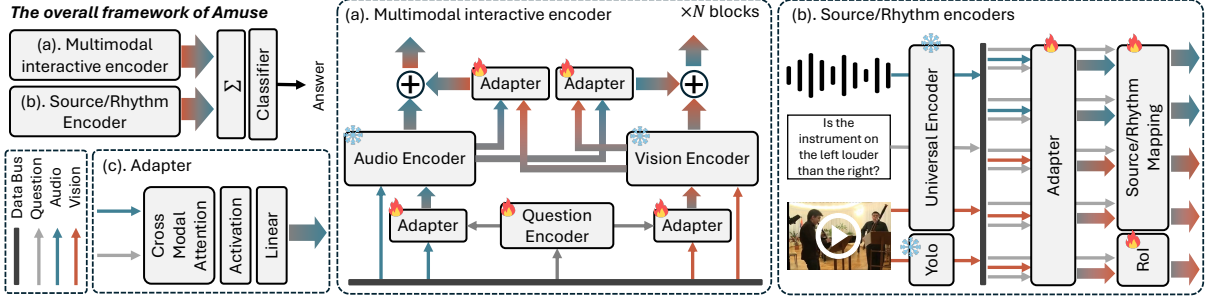 The overall framework of Amuse
(a). Multimodal
interactive encoder
(b). Source/Rhythm
Encoder
Σ
Classifier
Answer
Data Bus
Question
Audio
Vision
(c). Adapter
Cross
Modal
Attention
Activation
Linear
(a). Multimodal interactive encoder
×N blocks
Adapter
Adapter
Audio Encoder
Vision Encoder
Adapter
Question
Encoder
Adapter
(b). Source/Rhythm encoders
Is the
instrument on
the left louder
than the right?
Universal Encoder
Yolo
Adapter
Source/Rhythm
Mapping
RoI